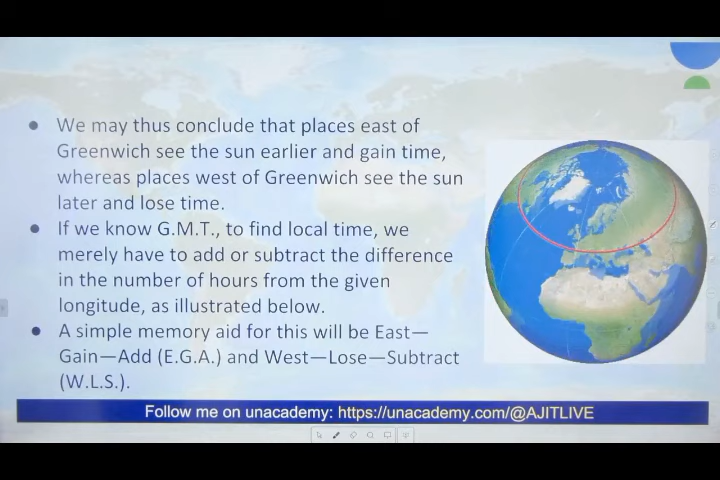 ● We may thus conclude that places east of
Greenwich see the sun earlier and gain time,
whereas places west of Greenwich see the sun
later and lose time.
● If we know G.M.T., to find local time, we
merely have to add or subtract the difference
in the number of hours from the given
longitude, as illustrated below.
● A simple memory aid for this will be East—
Gain—Add (E.G.A.) and West—Lose—Subtract
(W.L.S.).
Follow me on unacademy: https://unacademy.com/@AJITLIVE